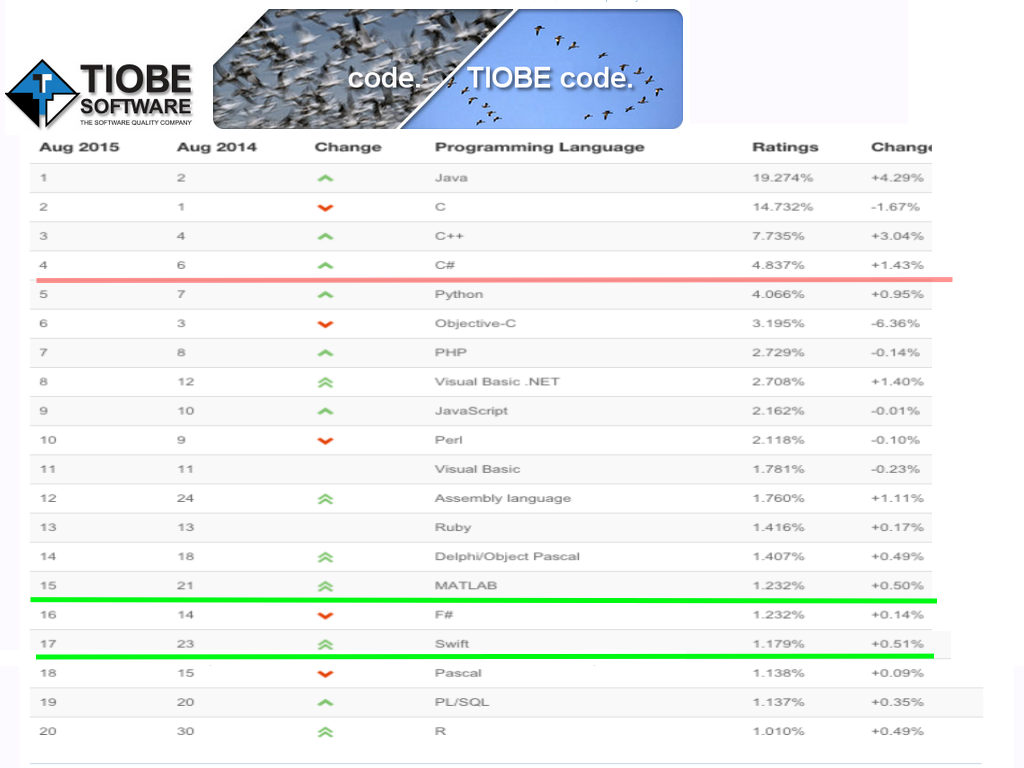 code. TIOBE code.
TIOBE
SOFTWARE
THE SOFTWARE QUALITY COMPANY
Aug 2015 Aug 2014 Change Programming Language Ratings Change
1 2 Java 19.274% +4.29%
2 1 C 14.732% -1.67%
3 4 C++ 7.735% +3.04%
4 6 C# 4.837% +1.43%
5 7 Python 4.066% +0.95%
6 3 Objective-C 3.195% -6.36%
7 8 PHP 2.729% -0.14%
8 12 Visual Basic .NET 2.708% +1.40%
9 10 JavaScript 2.162% -0.01%
10 9 Perl 2.118% -0.10%
11 11 Visual Basic 1.781% -0.23%
12 24 Assembly language 1.760% +1.11%
13 13 Ruby 1.416% +0.17%
14 18 Delphi/Object Pascal 1.407% +0.49%
15 21 MATLAB 1.232% +0.50%
16 14 F# 1.232% +0.14%
17 23 Swift 1.179% +0.51%
18 15 Pascal 1.138% +0.09%
19 20 PL/SQL 1.137% +0.35%
20 30 R 1.010% +0.49%